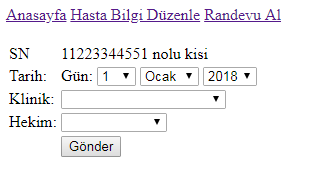 Anasayfa Hasta Bilgi Düzenle Randevu Al
SN 11223344551 nolu kisi
Tarih: Gün: 1 Ocak 2018
Klinik:
Hekim:
Gönder